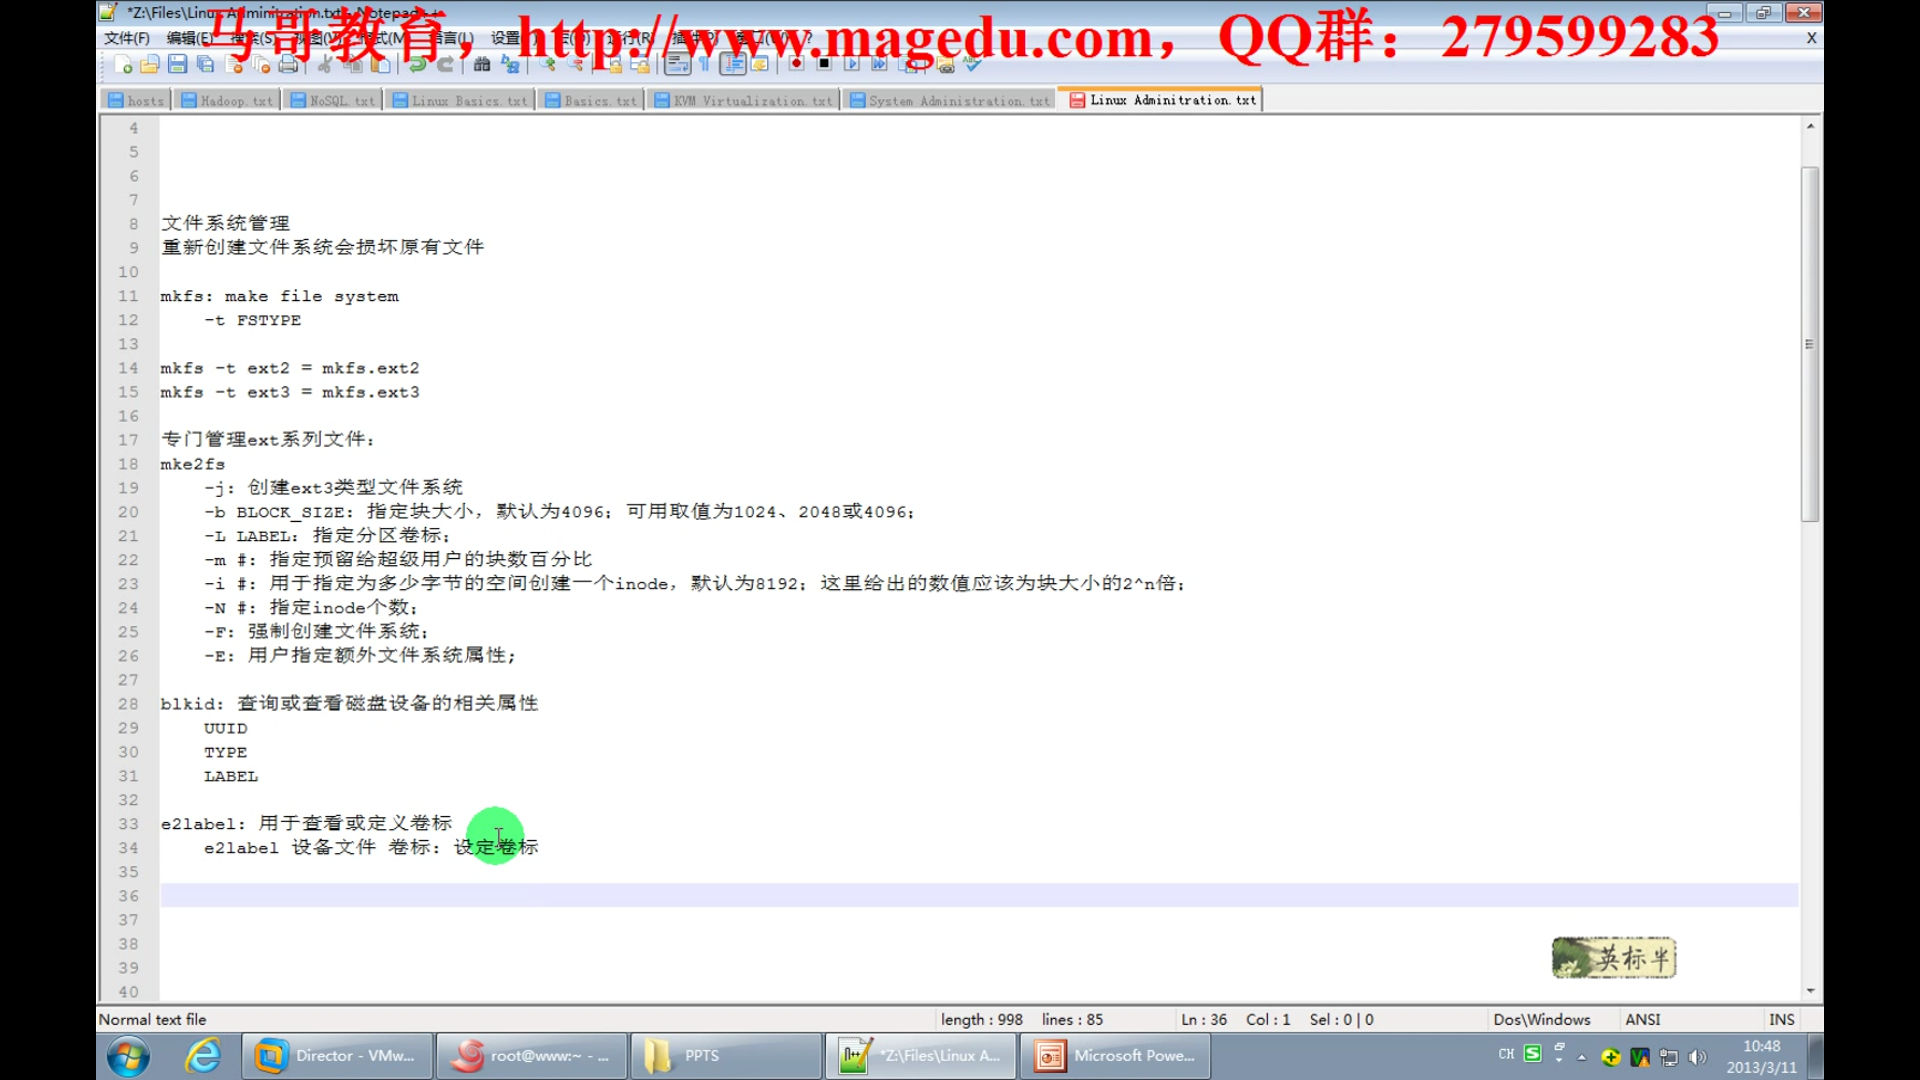 *Z:\Files\Linux Adminitration.txt - Notepad++
马哥教育，http://www.magedu.com，QQ群：279599283
文件(F) 编辑(E) 搜索(S) 视图(V) 格式(M) 语言(L) 设置
X
hosts Hadoop.txt NoSQL.txt Linux Basics.txt Basics.txt KVM Virtualization.txt System Administration.txt Linux Adminitration.txt
4
5
6
7
8 文件系统管理
9 重新创建文件系统会损坏原有文件
10
11 mkfs: make file system
12 -t FSTYPE
13
14 mkfs -t ext2 = mkfs.ext2
15 mkfs -t ext3 = mkfs.ext3
16
17 专门管理ext系列文件：
18 mke2fs
19 -j: 创建ext3类型文件系统
20 -b BLOCK_SIZE: 指定块大小，默认为4096；可用取值为1024、2048或4096；
21 -L LABEL: 指定分区卷标；
22 -m #: 指定预留给超级用户的块数百分比
23 -i #: 用于指定为多少字节的空间创建一个inode，默认为8192；这里给出的数值应该为块大小的2^n倍；
24 -N #: 指定inode个数；
25 -F: 强制创建文件系统；
26 -E: 用户指定额外文件系统属性;
27
28 blkid: 查询或查看磁盘设备的相关属性
29 UUID
30 TYPE
31 LABEL
32
33 e2label: 用于查看或定义卷标
34 e2label 设备文件 卷标: 设定卷标
35
36
37
38
39
40
英标半
Normal text file length : 998 lines : 85 Ln : 36 Col : 1 Sel : 0 | 0 Dos\Windows ANSI INS
Director - VMw... root@www:~ - ... PPTS *Z:\Files\Linux A... Microsoft Powe... CH 10:48
2013/3/11